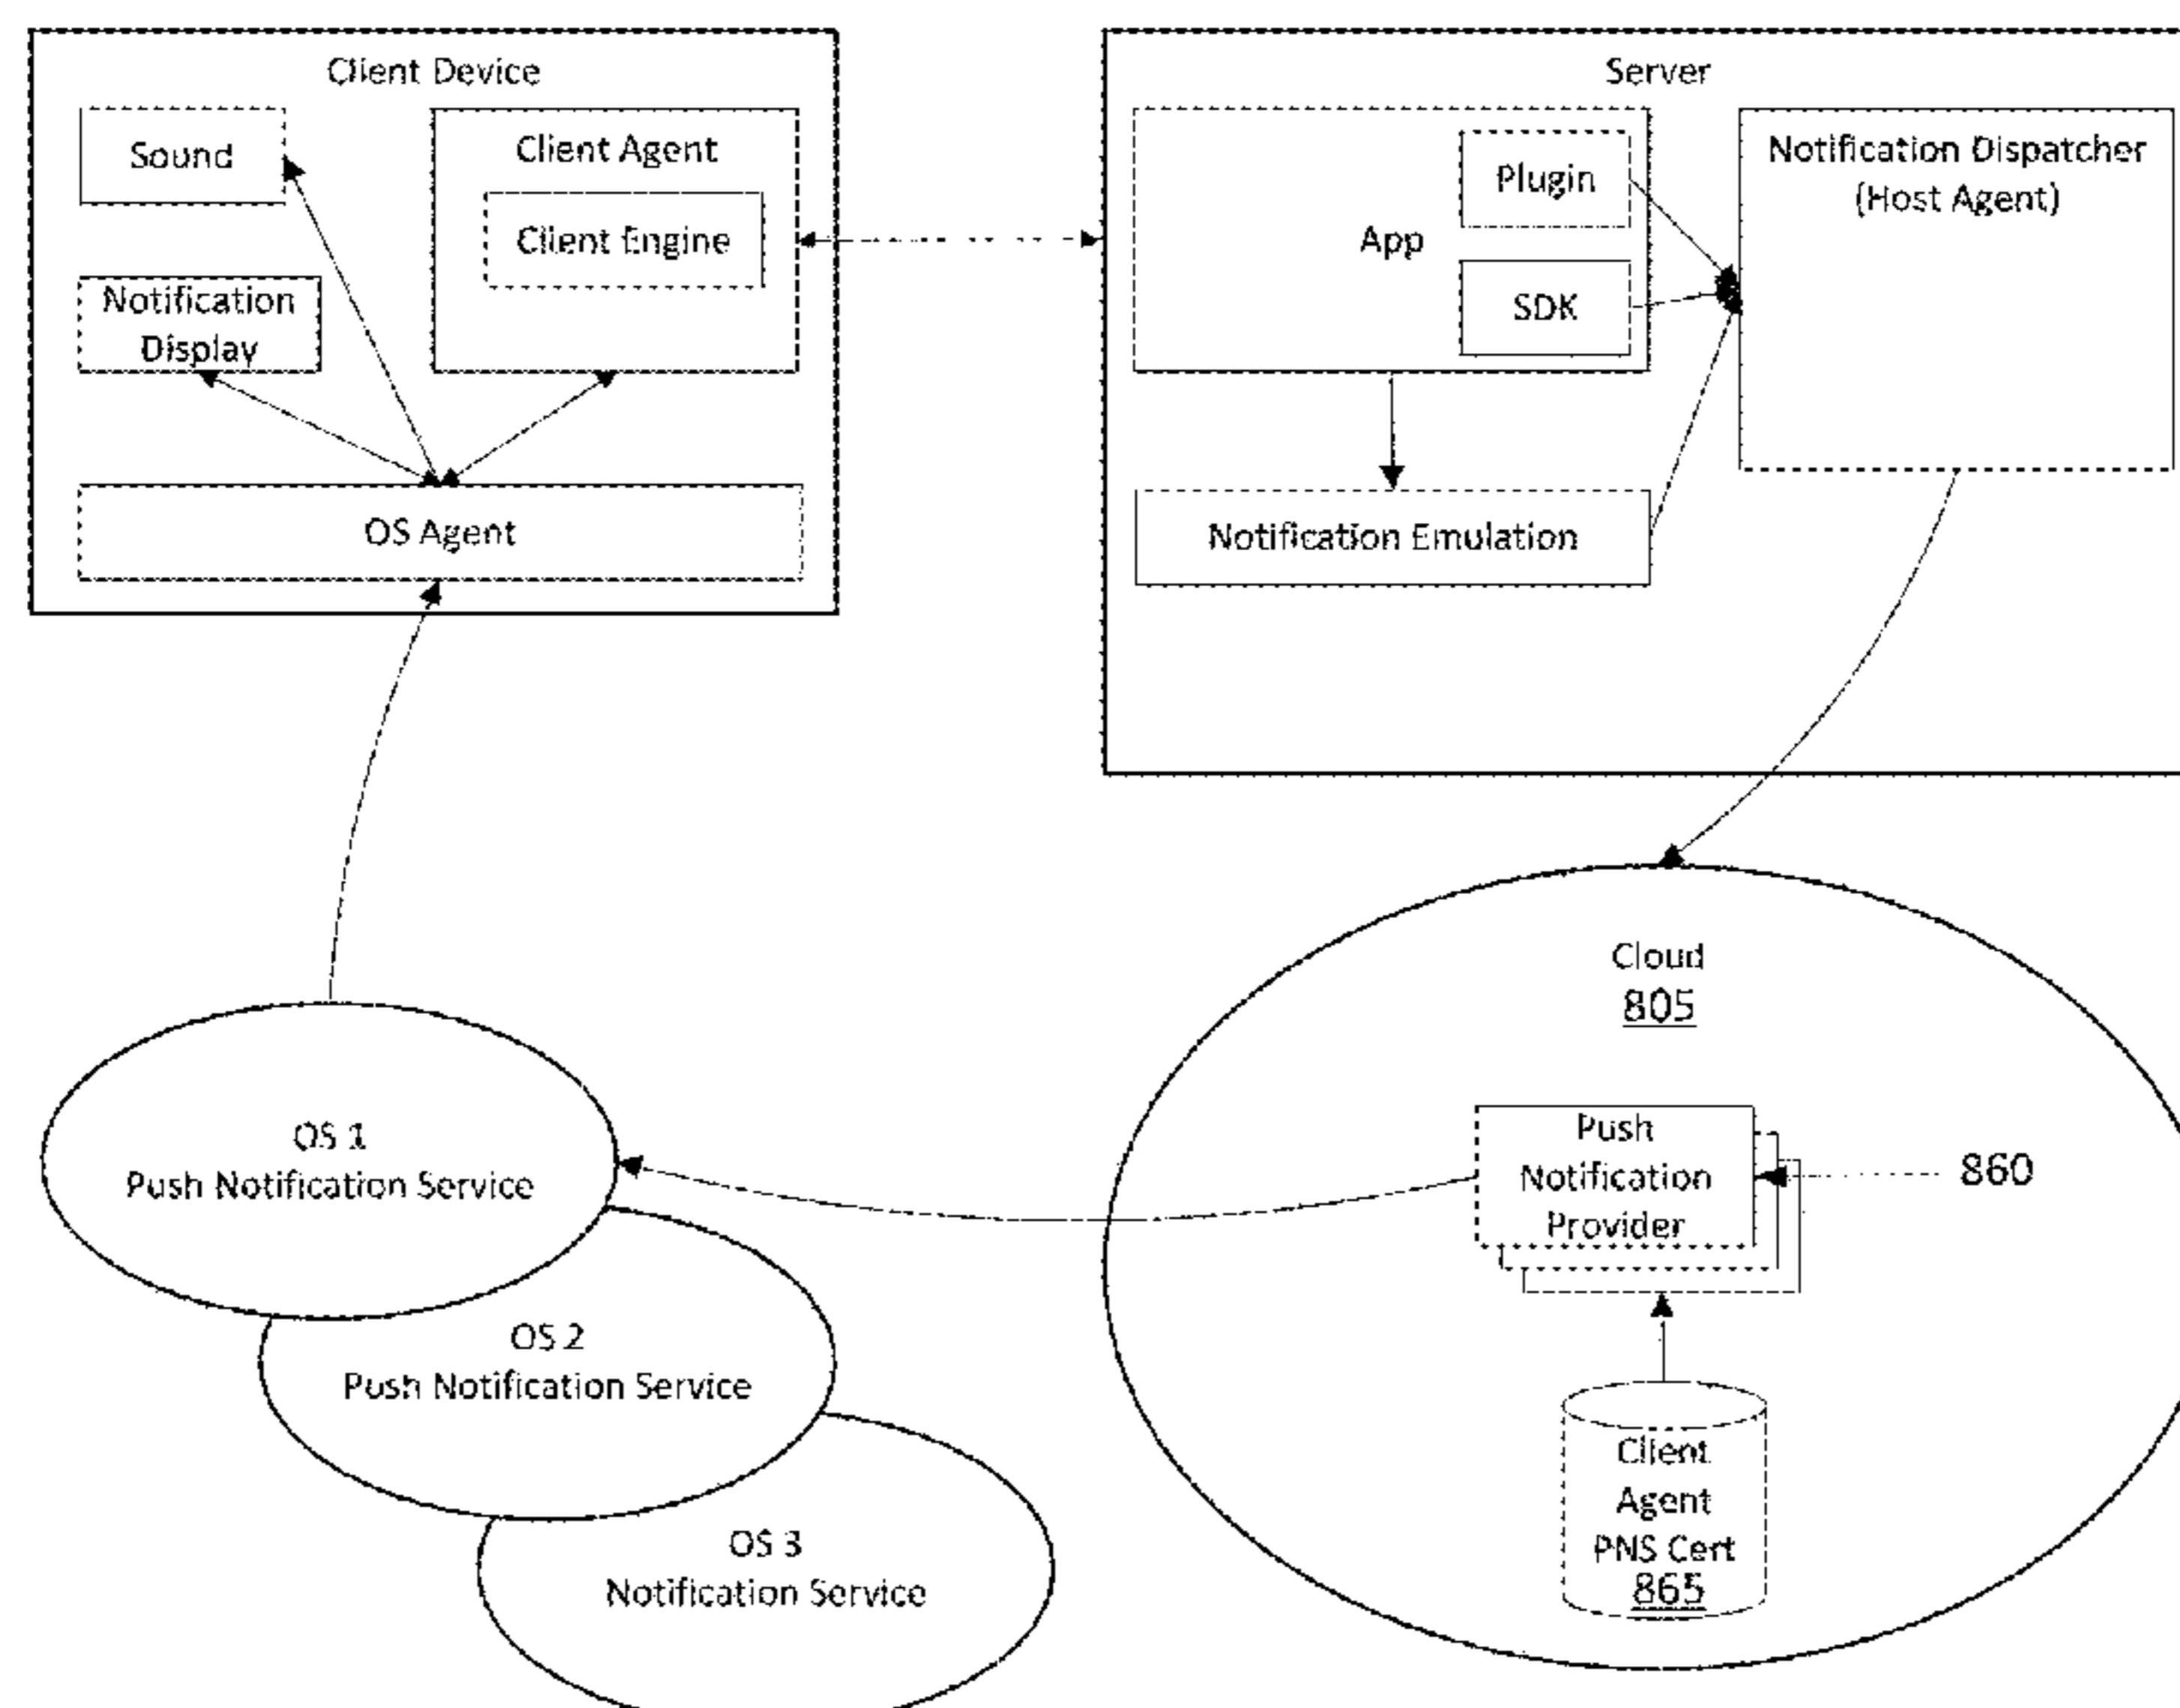 Client Device
Sound
Client Agent
Client Engine
Notification
Display
OS Agent
Server
App
Plugin
SDK
Notification Dispatcher
(Host Agent)
Notification Emulation
Cloud
805
Push
Notification
Provider
860
Client
Agent
PNS Cert
865
OS 1
Push Notification Service
OS 2
Push Notification Service
OS 3
Notification Service